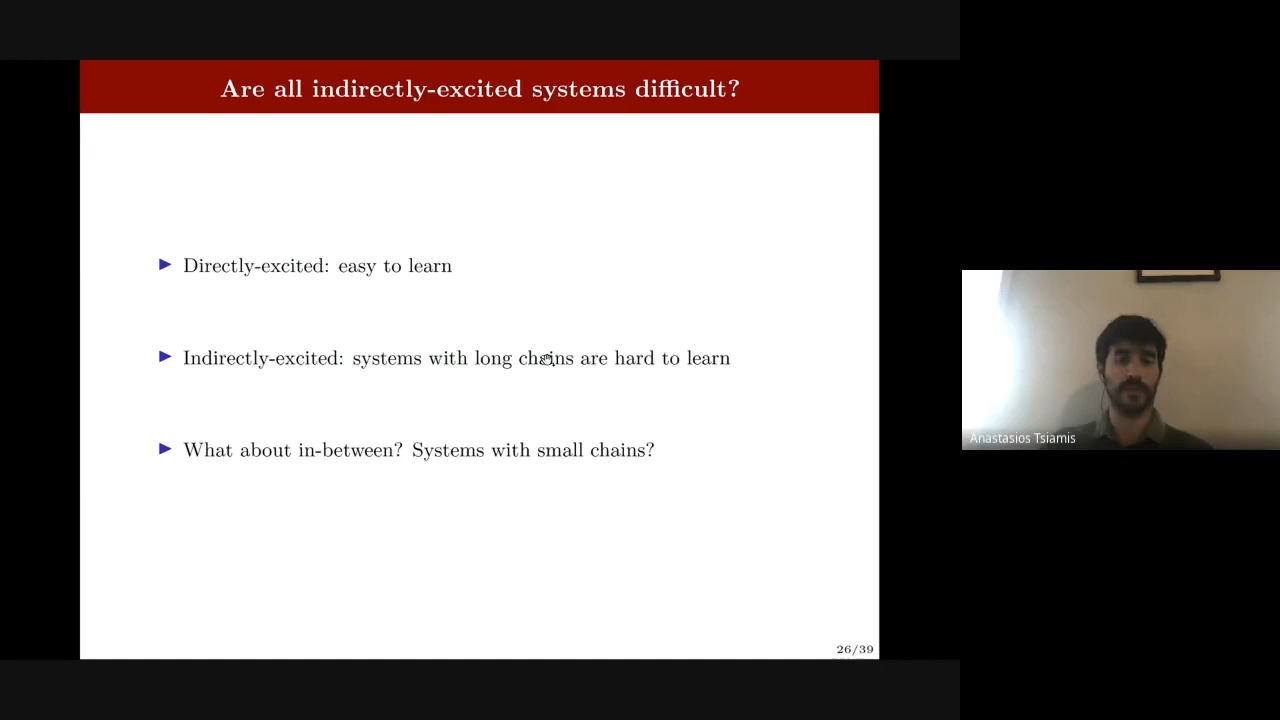 Are all indirectly-excited systems difficult?
▶ Directly-excited: easy to learn
▶ Indirectly-excited: systems with long chains are hard to learn
▶ What about in-between? Systems with small chains?
26/39
Anastasios Tsiamis